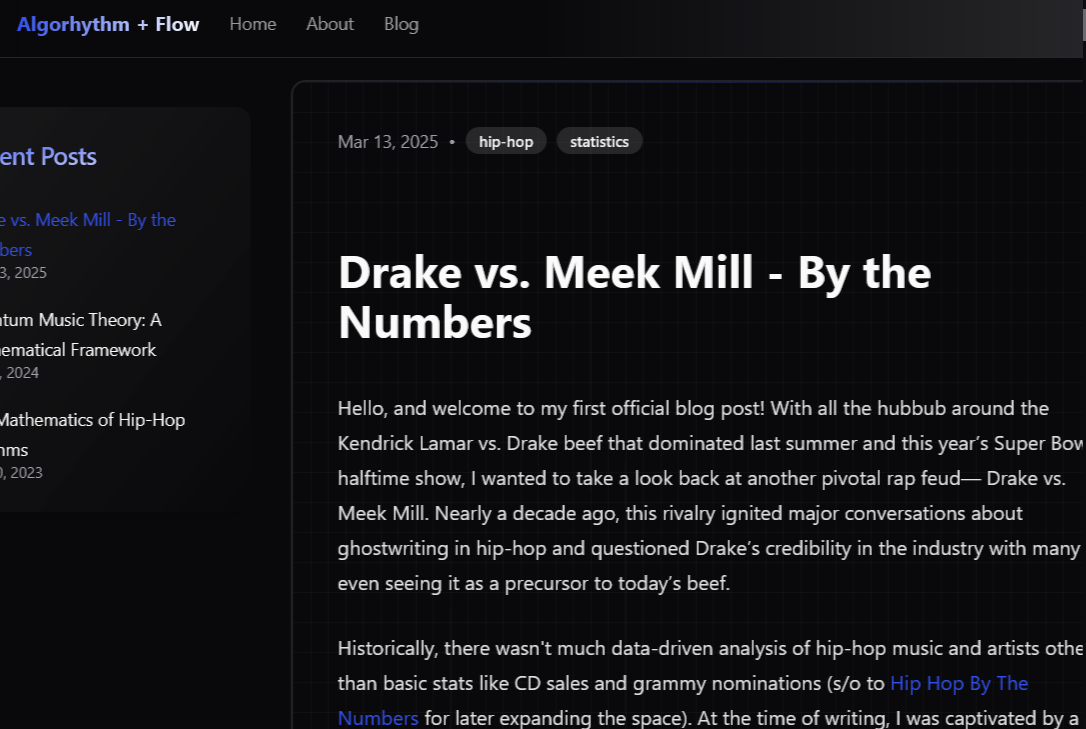 Algorhythm + Flow Home About Blog
ent Posts
e vs. Meek Mill - By the
bers
3, 2025
ntum Music Theory: A
ematical Framework
, 2024
Mathematics of Hip-Hop
hms
0, 2023
Mar 13, 2025 • hip-hop statistics
Drake vs. Meek Mill - By the
Numbers
Hello, and welcome to my first official blog post! With all the hubbub around the
Kendrick Lamar vs. Drake beef that dominated last summer and this year’s Super Bow
halftime show, I wanted to take a look back at another pivotal rap feud— Drake vs.
Meek Mill. Nearly a decade ago, this rivalry ignited major conversations about
ghostwriting in hip-hop and questioned Drake’s credibility in the industry with many
even seeing it as a precursor to today’s beef.
Historically, there wasn't much data-driven analysis of hip-hop music and artists othe
than basic stats like CD sales and grammy nominations (s/o to Hip Hop By The
Numbers for later expanding the space). At the time of writing, I was captivated by a